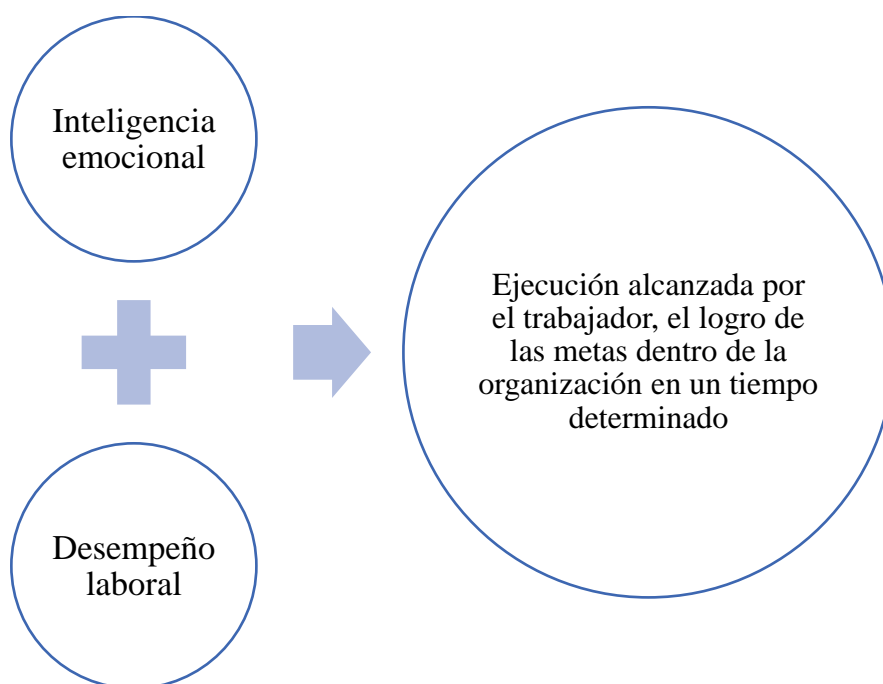 Inteligencia
emocional
Desempeño
laboral
Ejecución alcanzada por
el trabajador, el logro de
las metas dentro de la
organización en un tiempo
determinado